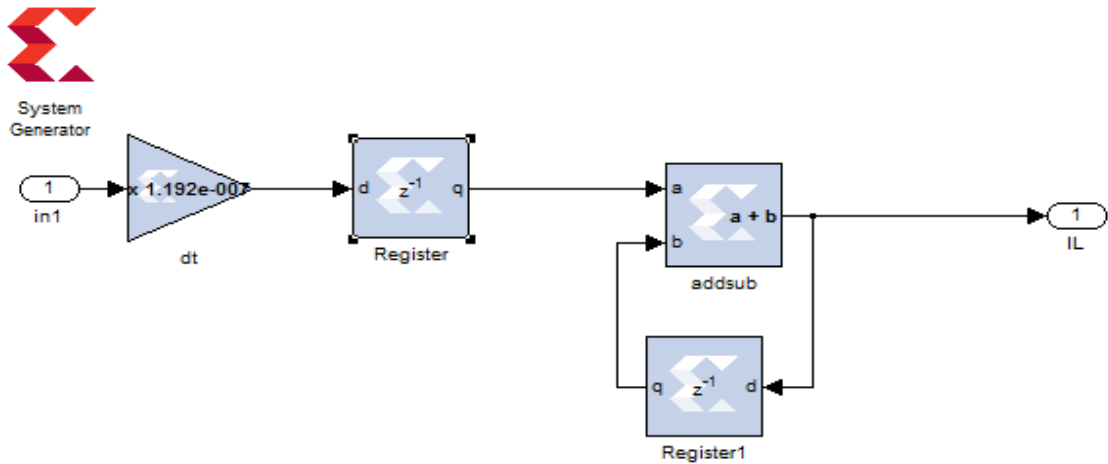 System
Generator
1
in1
x 1.192e-007
dt
d
z-1
q
Register
a
b
a + b
addsub
1
IL
q
z-1
d
Register1